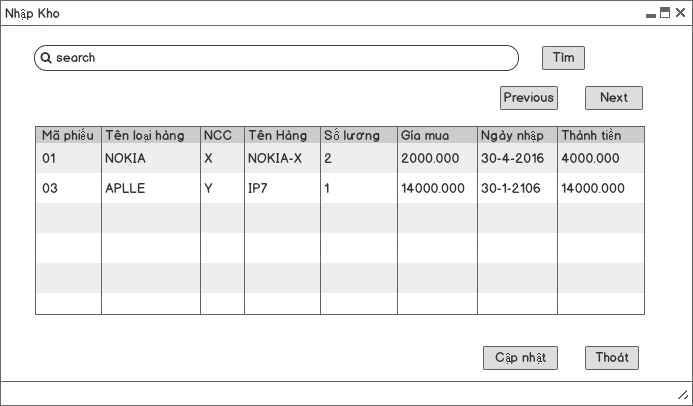 Nhập Kho
search Tìm
Previous Next
Mã phiếu Tên loại hàng NCC Tên Hàng Số lương Gía mua Ngày nhập Thành tiền
01 NOKIA X NOKIA-X 2 2000.000 30-4-2016 4000.000
03 APLLE Y IP7 1 14000.000 30-1-2106 14000.000
Cập nhật Thoát